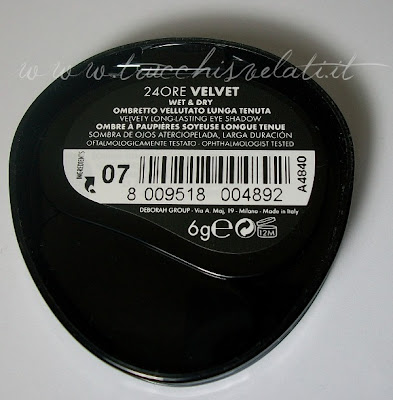 www.trucchisvelati.it
24ORE VELVET
WET & DRY
OMBRETTO VELLUTATO LUNGA TENUTA
VELVETY LONG-LASTING EYE SHADOW
OMBRE À PAUPIÈRES SOYEUSE LONGUE TENUE
SOMBRA DE OJOS ATERCIOPELADA, LARGA DURACIÓN
OFTALMOLOGICAMENTE TESTATO - OPHTHALMOLOGIST TESTED
INGREDIENTS
07
8 009518 004892
A4840
DEBORAH GROUP - Via A. Maj, 19 - Milano - Made in Italy
6g e 12M